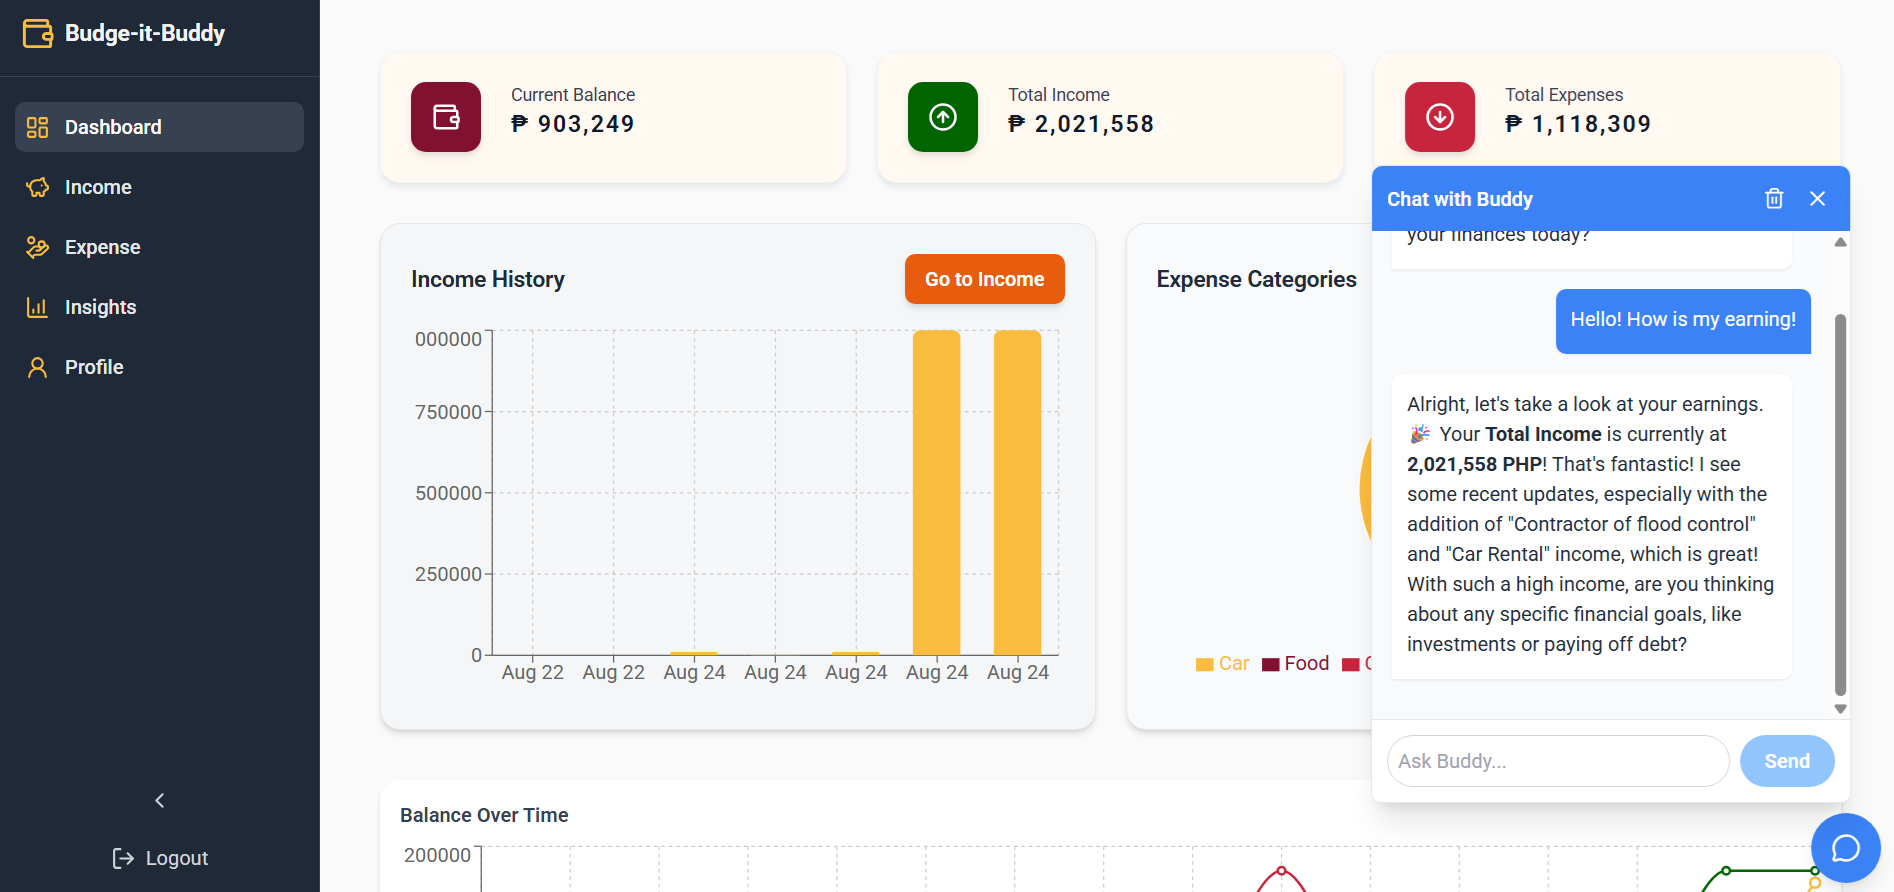 Budge-it-Buddy
Dashboard
Income
Expense
Insights
Profile
Logout
Current Balance
₱ 903,249
Total Income
₱ 2,021,558
Total Expenses
₱ 1,118,309
Income History
Go to Income
000000
750000
500000
250000
0
Aug 22 Aug 22 Aug 24 Aug 24 Aug 24 Aug 24 Aug 24
Expense Categories
Car Food
Balance Over Time
200000
Chat with Buddy
your finances today?
Hello! How is my earning!
Alright, let's take a look at your earnings.
🎉 Your Total Income is currently at
2,021,558 PHP! That's fantastic! I see
some recent updates, especially with the
addition of "Contractor of flood control"
and "Car Rental" income, which is great!
With such a high income, are you thinking
about any specific financial goals, like
investments or paying off debt?
Ask Buddy...
Send